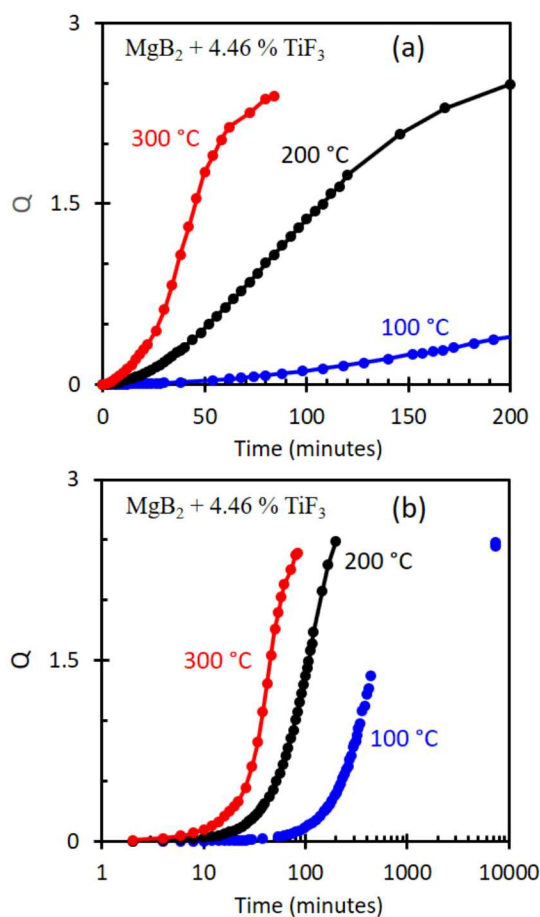 3
MgB₂ + 4.46 % TiF₃
(a)
300 °C
200 °C
1.5
Q
100 °C
0
0 50 100 150 200
Time (minutes)
3
MgB₂ + 4.46 % TiF₃
(b)
200 °C
1.5
Q
300 °C
100 °C
0
1 10 100 1000 10000
Time (minutes)